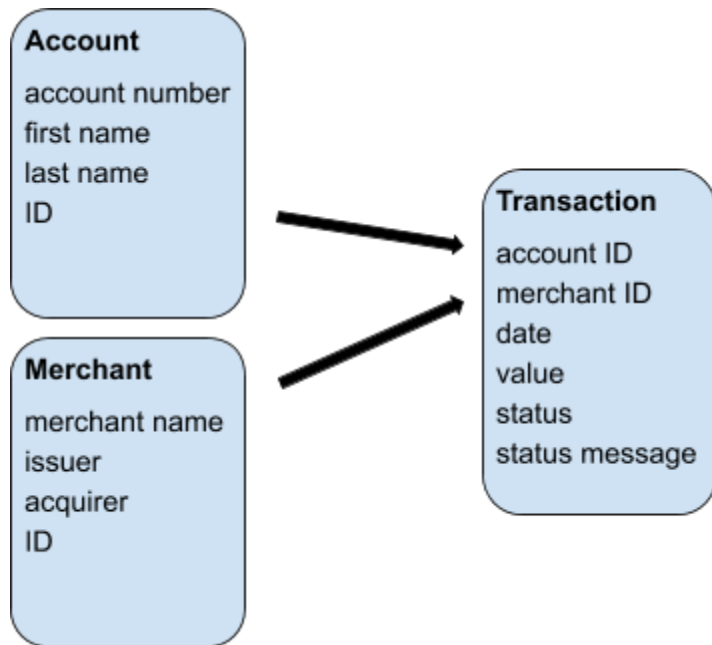 Account
account number
first name
last name
ID
Merchant
merchant name
issuer
acquirer
ID
Transaction
account ID
merchant ID
date
value
status
status message